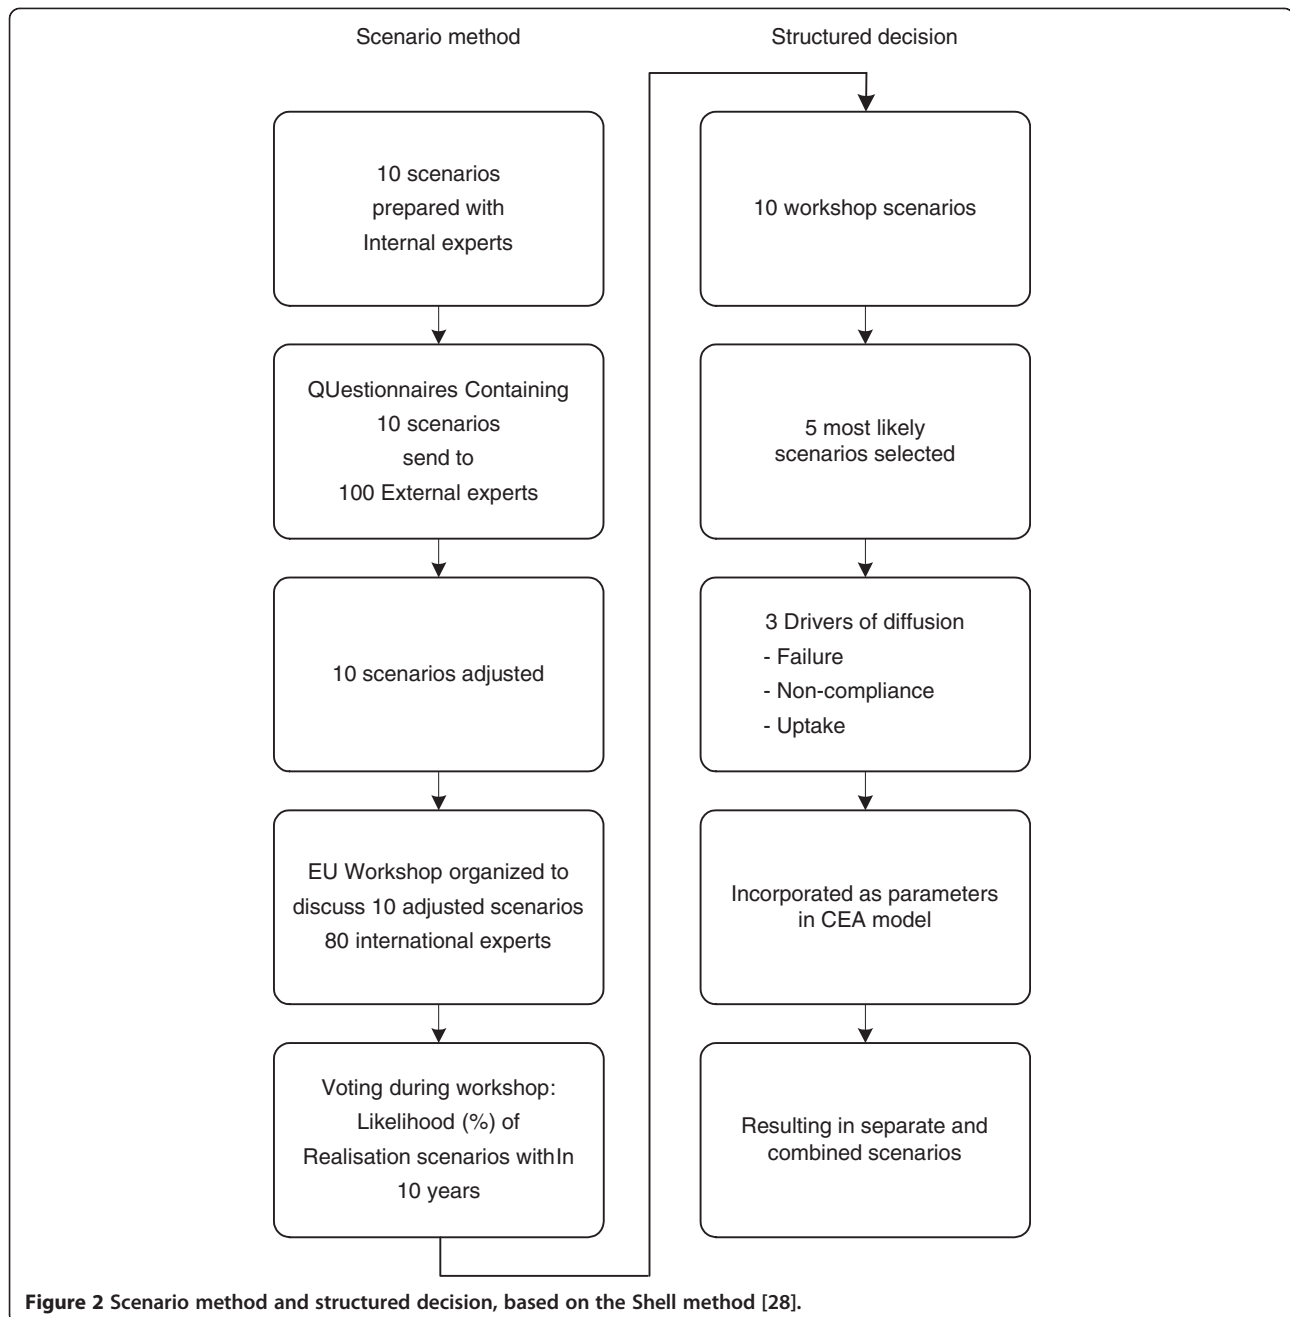 Scenario method
10 scenarios
prepared with
Internal experts
QUestionnaires Containing
10 scenarios
send to
100 External experts
10 scenarios adjusted
EU Workshop organized to
discuss 10 adjusted scenarios
80 international experts
Voting during workshop:
Likelihood (%) of
Realisation scenarios withIn
10 years
Structured decision
10 workshop scenarios
5 most likely
scenarios selected
3 Drivers of diffusion
- Failure
- Non-compliance
- Uptake
Incorporated as parameters
in CEA model
Resulting in separate and
combined scenarios
Figure 2 Scenario method and structured decision, based on the Shell method [28].